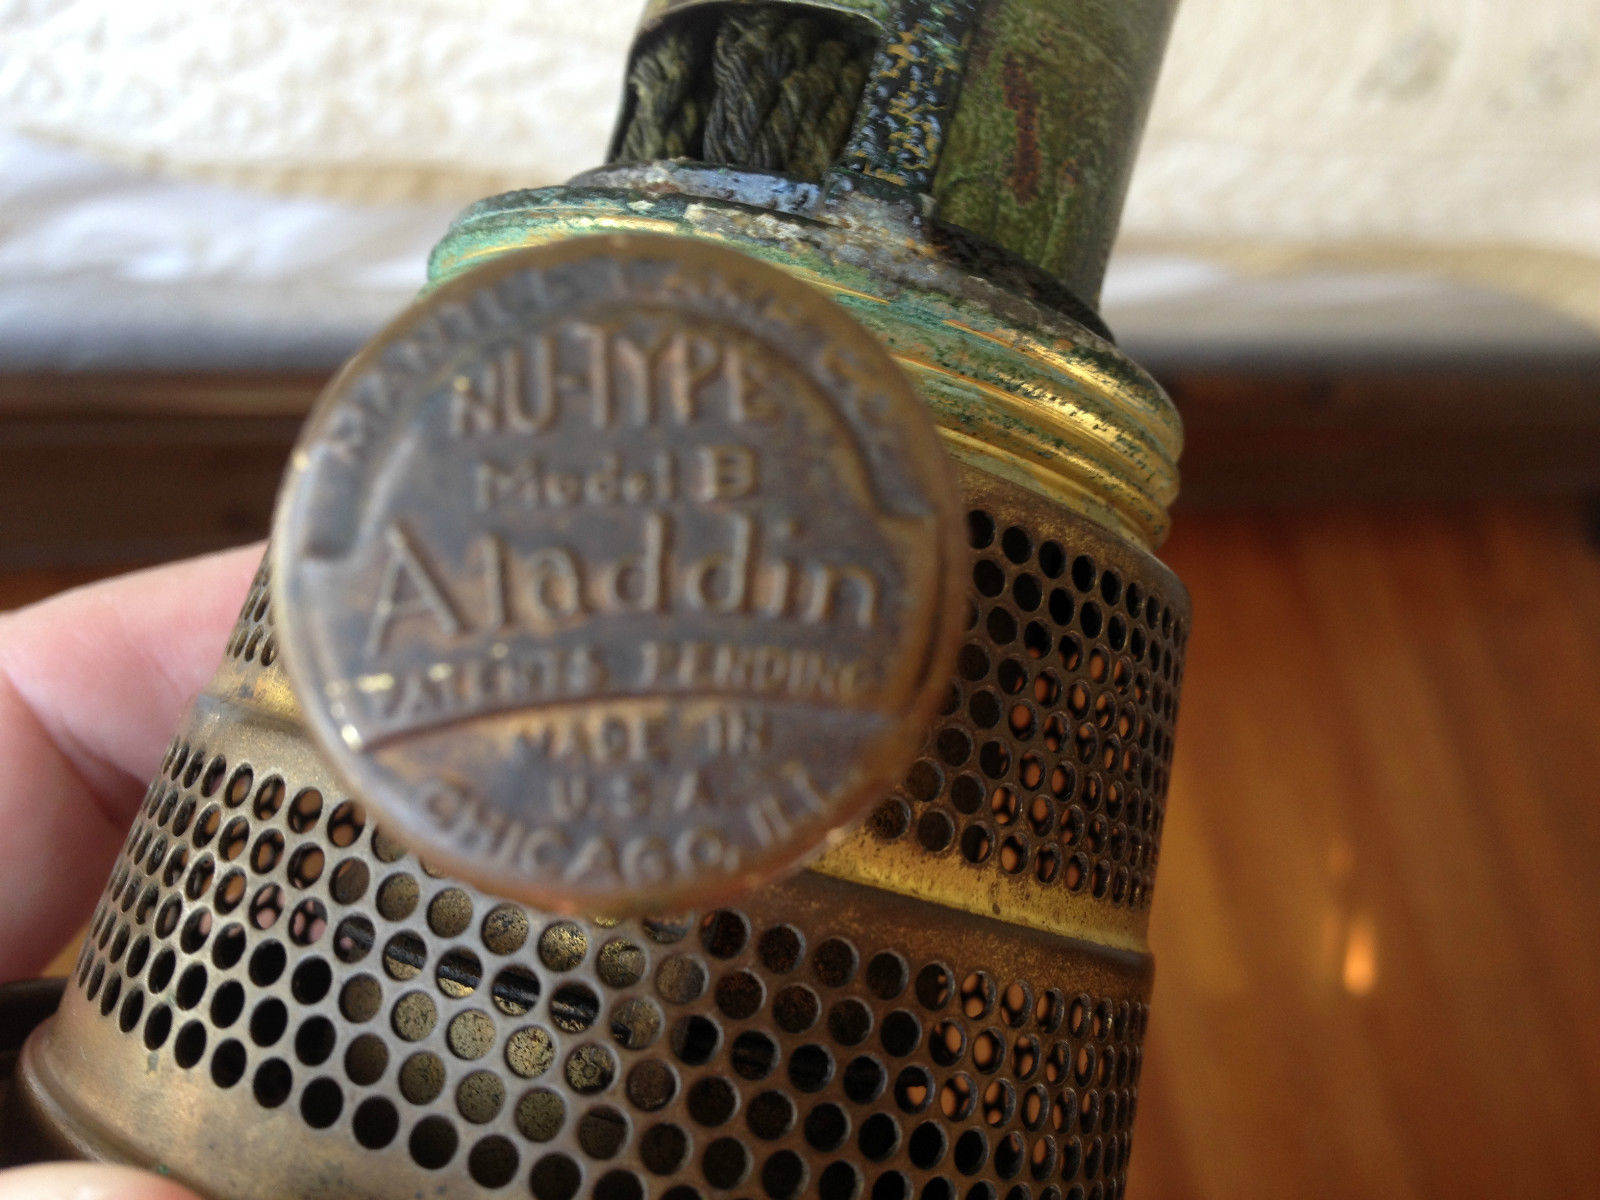 MANTLE LAMP CO.
NU-TYPE
Model B
Aladdin
PATENTS PENDING
MADE IN
U.S.A.
CHICAGO, ILL.